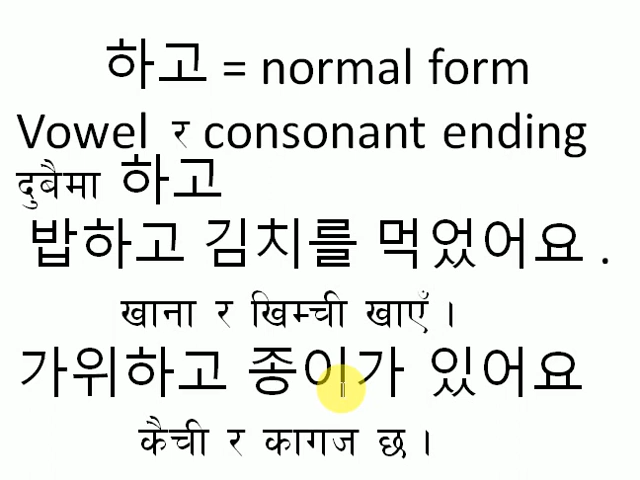 하고 = normal form
Vowel र consonant ending
दुबैमा 하고
밥하고 김치를 먹었어요 .
खाना र खिम्ची खाएँ ।
가위하고 종이가 있어요
कैची र कागज छ ।